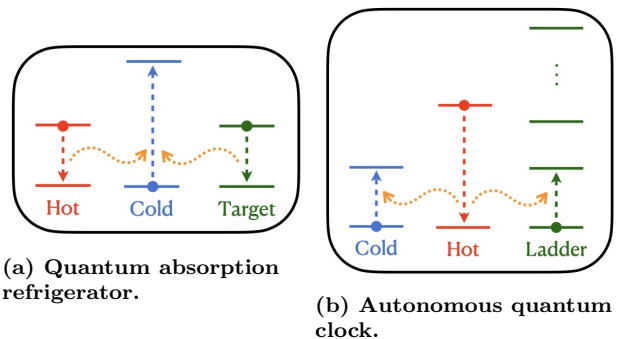 Hot Cold Target
(a) Quantum absorption
refrigerator.
Cold Hot Ladder
(b) Autonomous quantum
clock.